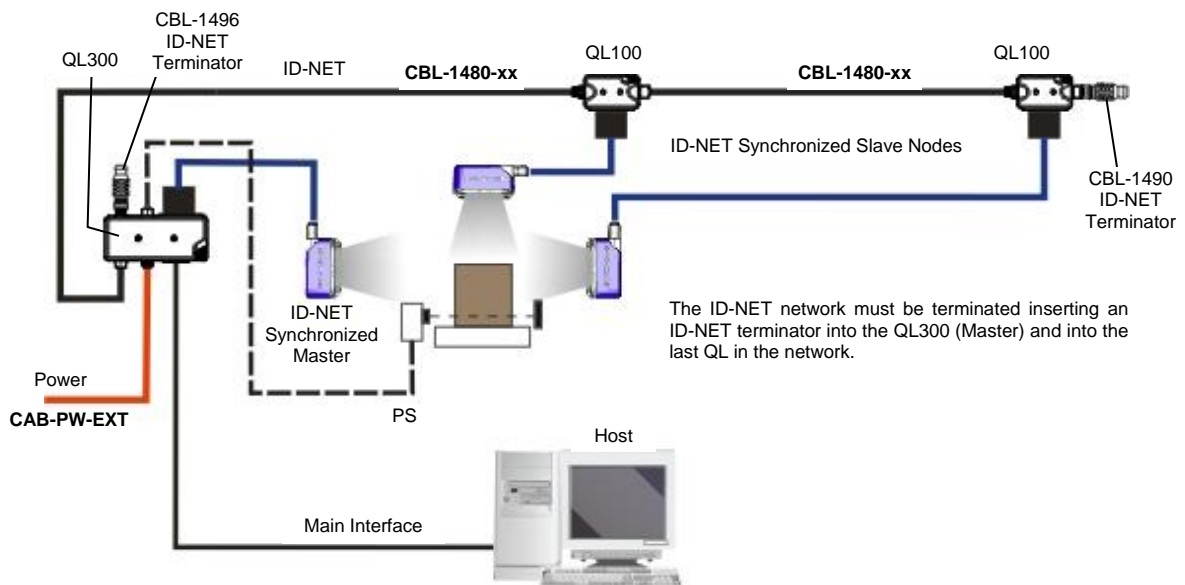 CBL-1496
ID-NET
Terminator
QL300
ID-NET
CBL-1480-xx
QL100
CBL-1480-xx
QL100
ID-NET Synchronized Slave Nodes
CBL-1490
ID-NET
Terminator
ID-NET
Synchronized
Master
The ID-NET network must be terminated inserting an
ID-NET terminator into the QL300 (Master) and into the
last QL in the network.
Power
CAB-PW-EXT
PS
Host
Main Interface